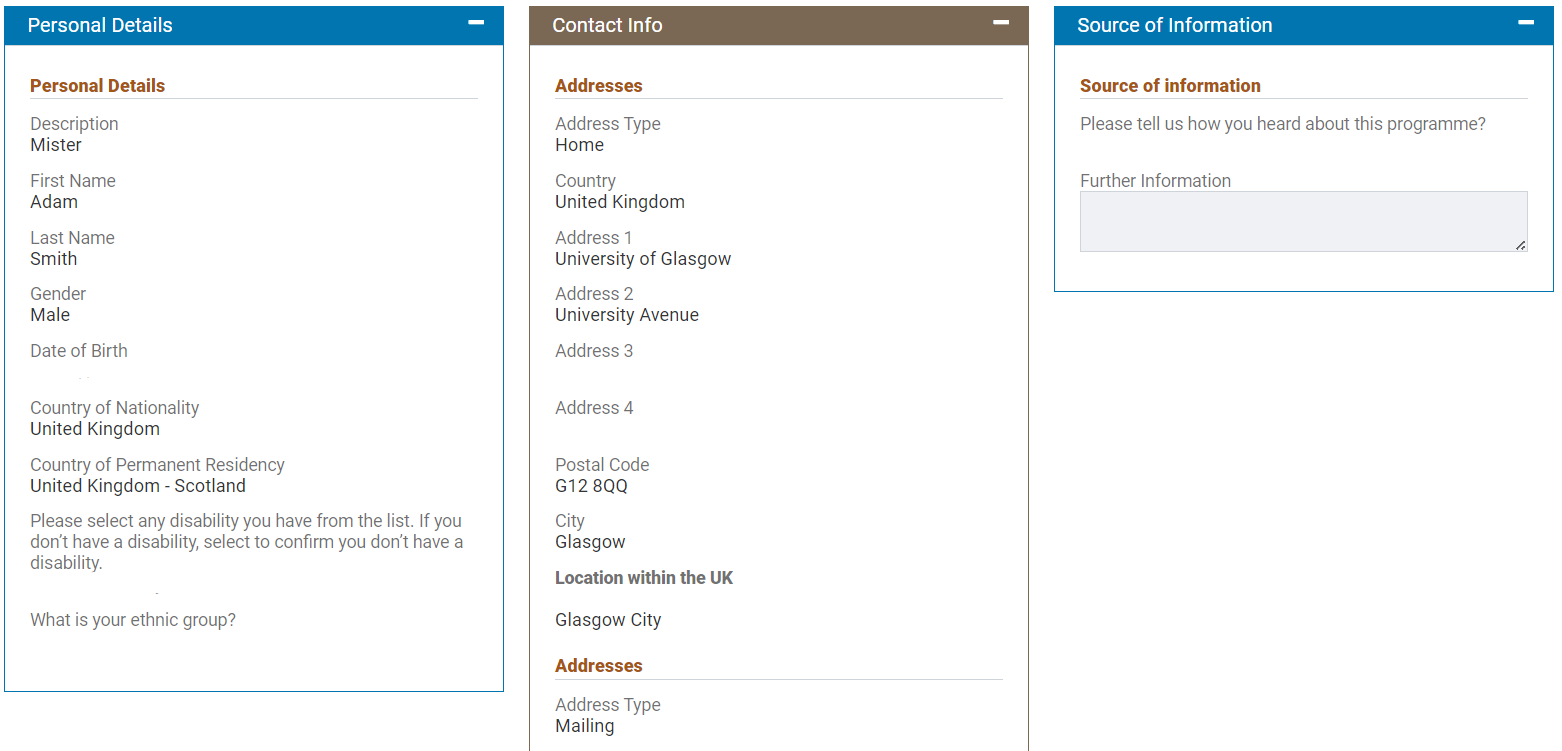 Personal Details
Personal Details
Description
Mister
First Name
Adam
Last Name
Smith
Gender
Male
Date of Birth
Country of Nationality
United Kingdom
Country of Permanent Residency
United Kingdom - Scotland
Please select any disability you have from the list. If you
don’t have a disability, select to confirm you don’t have a
disability.
What is your ethnic group?
Contact Info
Addresses
Address Type
Home
Country
United Kingdom
Address 1
University of Glasgow
Address 2
University Avenue
Address 3
Address 4
Postal Code
G12 8QQ
City
Glasgow
Location within the UK
Glasgow City
Addresses
Address Type
Mailing
Source of Information
Source of information
Please tell us how you heard about this programme?
Further Information